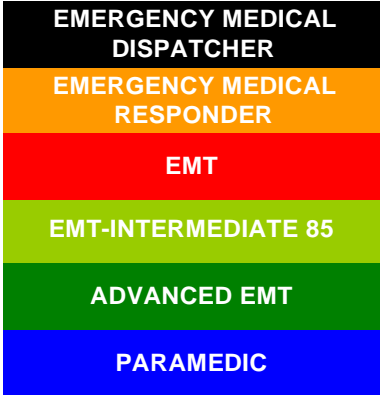 EMERGENCY MEDICAL
DISPATCHER
EMERGENCY MEDICAL
RESPONDER
EMT
EMT-INTERMEDIATE 85
ADVANCED EMT
PARAMEDIC